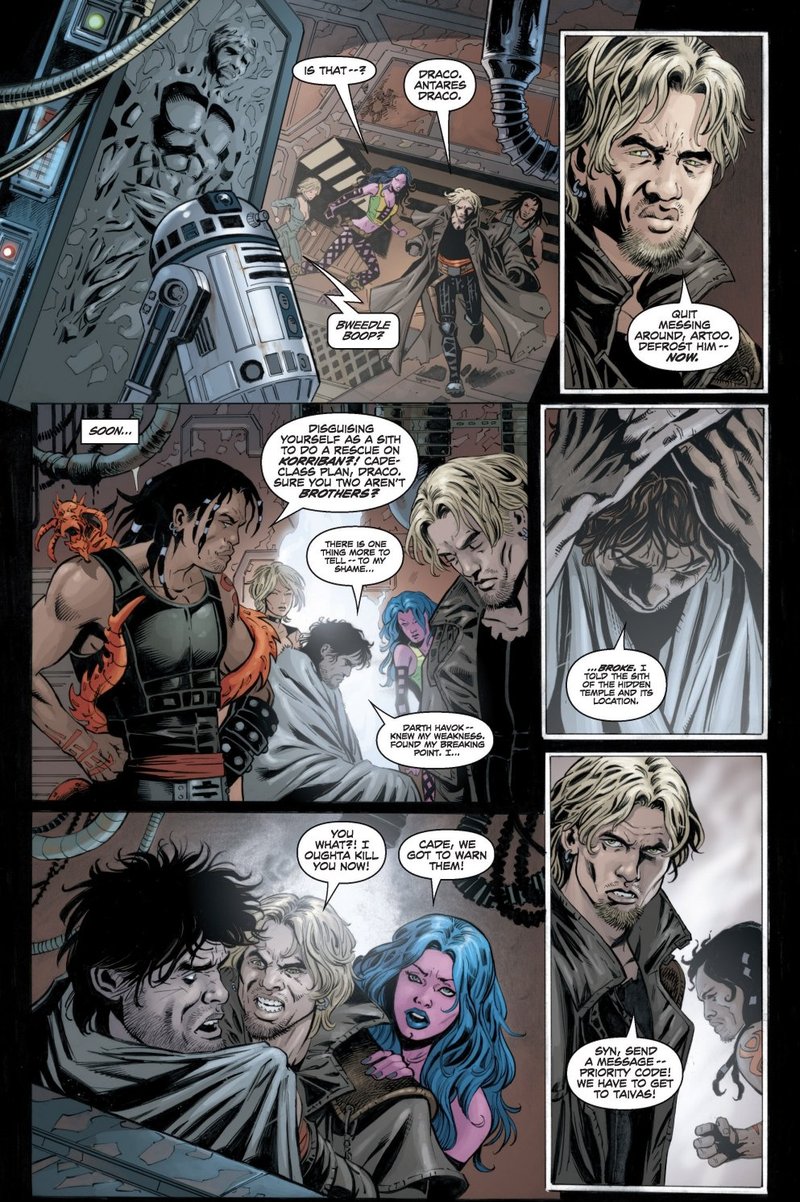 IS THAT--?
DRACO.
ANTARES
DRACO.
BWEEDLE
BOOP?
QUIT
MESSING
AROUND, ARTOO.
DEFROST HIM--
NOW.
SOON...
DISGUISING
YOURSELF AS A SITH
TO DO A RESCUE ON
KORRIBAN?! CADE-
CLASS PLAN, DRACO.
SURE YOU TWO AREN'T
BROTHERS?
THERE IS ONE
THING MORE TO
TELL-- TO MY
SHAME...
DARTH HAVOK--
KNEW MY WEAKNESS.
FOUND MY BREAKING
POINT. I...
...BROKE. I
TOLD THE SITH
OF THE HIDDEN
TEMPLE AND ITS
LOCATION.
YOU
WHAT?! I
OUGHTA KILL
YOU NOW!
CADE, WE
GOT TO WARN
THEM!
SYN, SEND
A MESSAGE--
PRIORITY CODE!
WE HAVE TO GET
TO TAIVAS!